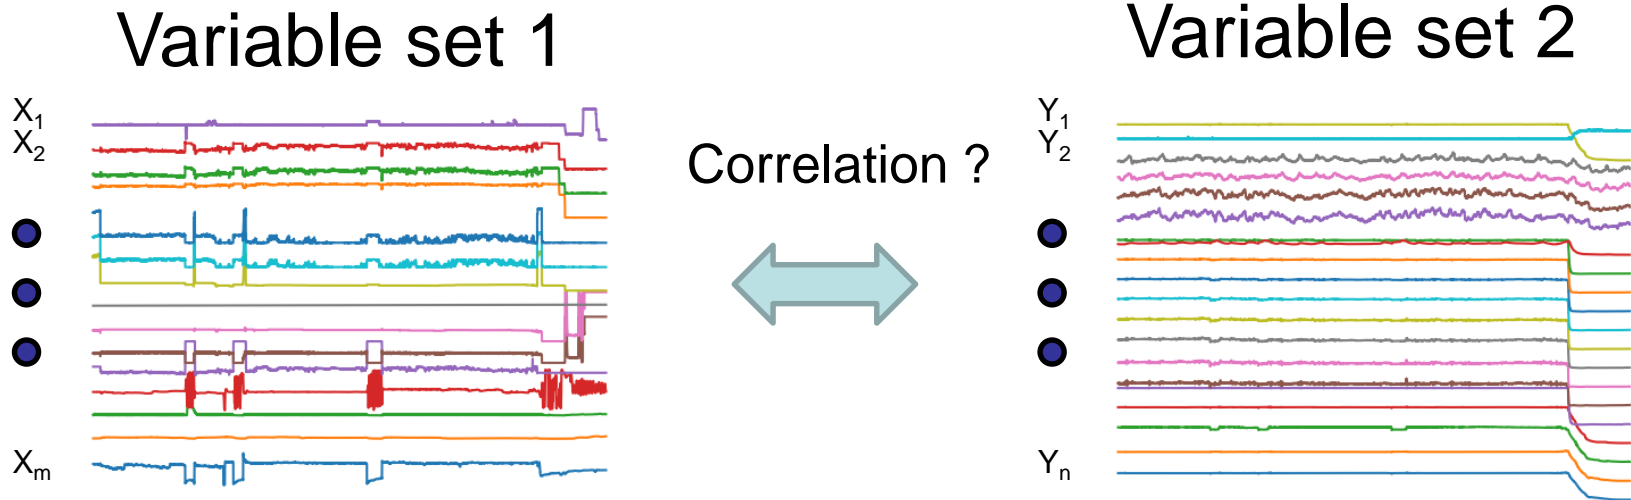 Variable set 1
Variable set 2
X₁
X₂
Xₘ
Correlation ?
Y₁
Y₂
Yₙ